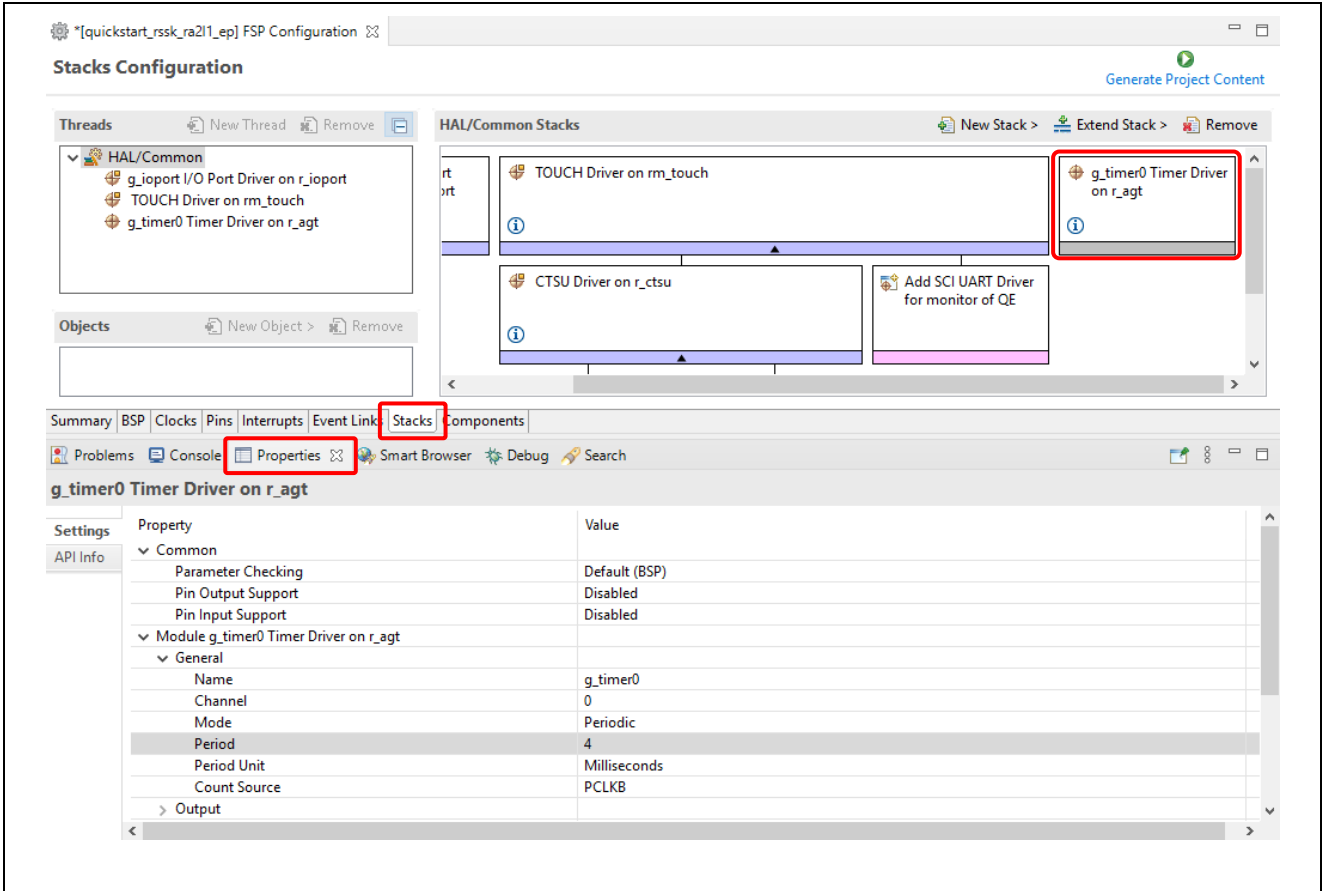 *[quickstart_rssk_ra2l1_ep] FSP Configuration
Stacks Configuration
Generate Project Content
Threads
New Thread
Remove
HAL/Common
g_ioport I/O Port Driver on r_ioport
TOUCH Driver on rm_touch
g_timer0 Timer Driver on r_agt
Objects
New Object >
Remove
HAL/Common Stacks
New Stack >
Extend Stack >
Remove
rt
ort
TOUCH Driver on rm_touch
g_timer0 Timer Driver
on r_agt
CTSU Driver on r_ctsu
Add SCI UART Driver
for monitor of QE
Summary BSP Clocks Pins Interrupts Event Links Stacks Components
Problems Console Properties Smart Browser Debug Search
g_timer0 Timer Driver on r_agt
Settings
API Info
Property Value
Common
Parameter Checking Default (BSP)
Pin Output Support Disabled
Pin Input Support Disabled
Module g_timer0 Timer Driver on r_agt
General
Name g_timer0
Channel 0
Mode Periodic
Period 4
Period Unit Milliseconds
Count Source PCLKB
Output